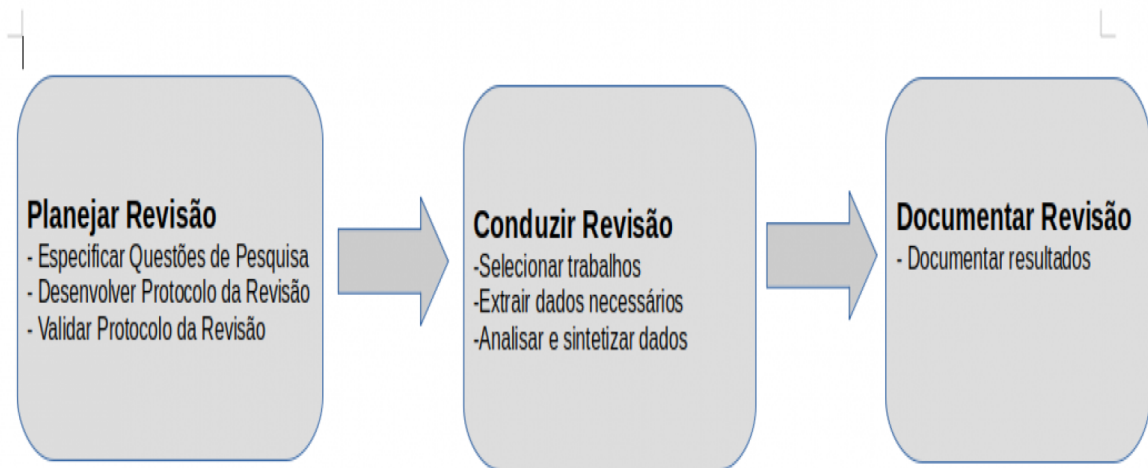 Planejar Revisão
- Especificar Questões de Pesquisa
- Desenvolver Protocolo da Revisão
- Validar Protocolo da Revisão
Conduzir Revisão
-Selecionar trabalhos
-Extrair dados necessários
-Analisar e sintetizar dados
Documentar Revisão
- Documentar resultados